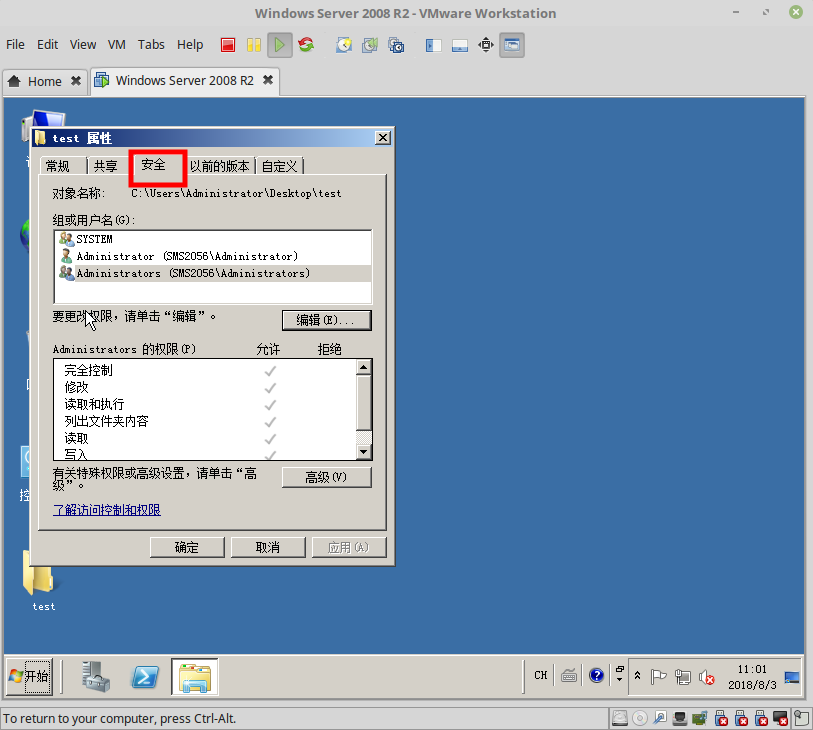 Windows Server 2008 R2 - VMware Workstation
File Edit View VM Tabs Help
Home Windows Server 2008 R2
test 属性
常规 共享 安全 以前的版本 自定义
对象名称: C:\Users\Administrator\Desktop\test
组或用户名(G):
SYSTEM
Administrator (SMS2056\Administrator)
Administrators (SMS2056\Administrators)
要更改权限，请单击“编辑”。
编辑(E)...
Administrators 的权限(P) 允许 拒绝
完全控制
修改
读取和执行
列出文件夹内容
读取
写入
有关特殊权限或高级设置，请单击“高
级”。
高级(V)
了解访问控制和权限
确定 取消 应用(A)
test
开始 CH 11:01
2018/8/3
To return to your computer, press Ctrl-Alt.